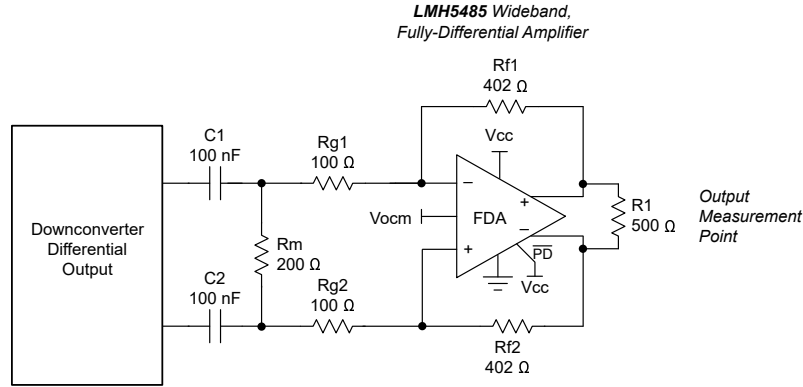 LMH5485 Wideband,
Fully-Differential Amplifier
Rf1
402 Ω
C1
100 nF
Rg1
100 Ω
Vcc
−
+
Vocm
FDA
R1
500 Ω
Output
Measurement
Point
Downconverter
Differential
Output
Rm
200 Ω
+
−
PD
Vcc
C2
100 nF
Rg2
100 Ω
Rf2
402 Ω